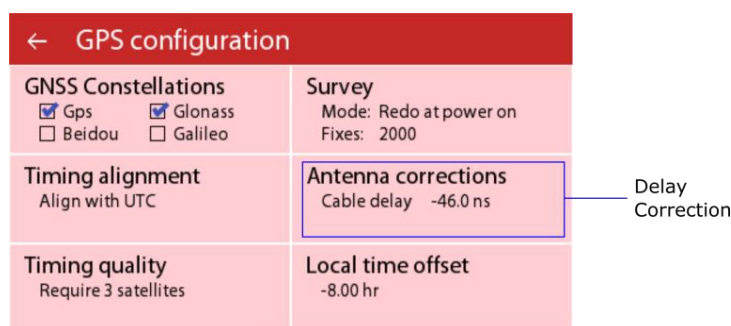 ← GPS configuration
GNSS Constellations
Gps Glonass
Beidou Galileo
Survey
Mode: Redo at power on
Fixes: 2000
Timing alignment
Align with UTC
Antenna corrections
Cable delay -46.0 ns
Delay
Correction
Timing quality
Require 3 satellites
Local time offset
-8.00 hr